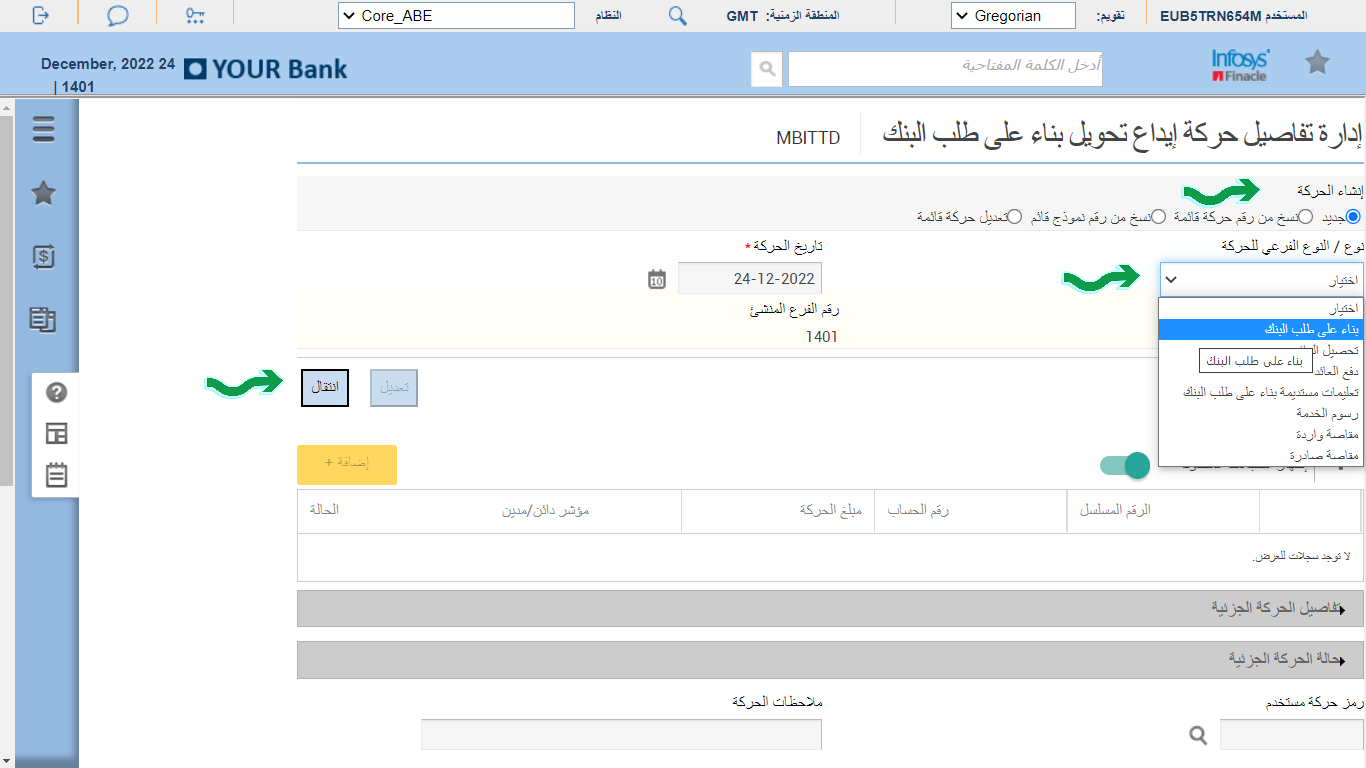 المستخدم EUB5TRN654M
تقويم: Gregorian
المنطقة الزمنية: GMT
النظام Core_ABE
Infosys
Finacle
أدخل الكلمة المفتاحية
YOUR Bank
December, 2022 24
| 1401
إدارة تفاصيل حركة إيداع تحويل بناء على طلب البنك MBITTD
إنشاء الحركة
جديد نسخ من رقم حركة قائمة نسخ من رقم نموذج قائم تعديل حركة قائمة
نوع / النوع الفرعي للحركة
تاريخ الحركة *
اختيار
24-12-2022
10
اختيار
بناء على طلب البنك
تحصيل
دفع العائد
تعليمات مستديمة بناء على طلب البنك
رسوم الخدمة
مقاصة واردة
مقاصة صادرة
بناء على طلب البنك
رقم الفرع المنشئ
1401
تعديل
انتقال
إضافة +
الرقم المسلسل رقم الحساب مبلغ الحركة مؤشر دائن/مدين الحالة
لا توجد سجلات للعرض.
تفاصيل الحركة الجزئية
حالة الحركة الجزئية
رمز حركة مستخدم
ملاحظات الحركة